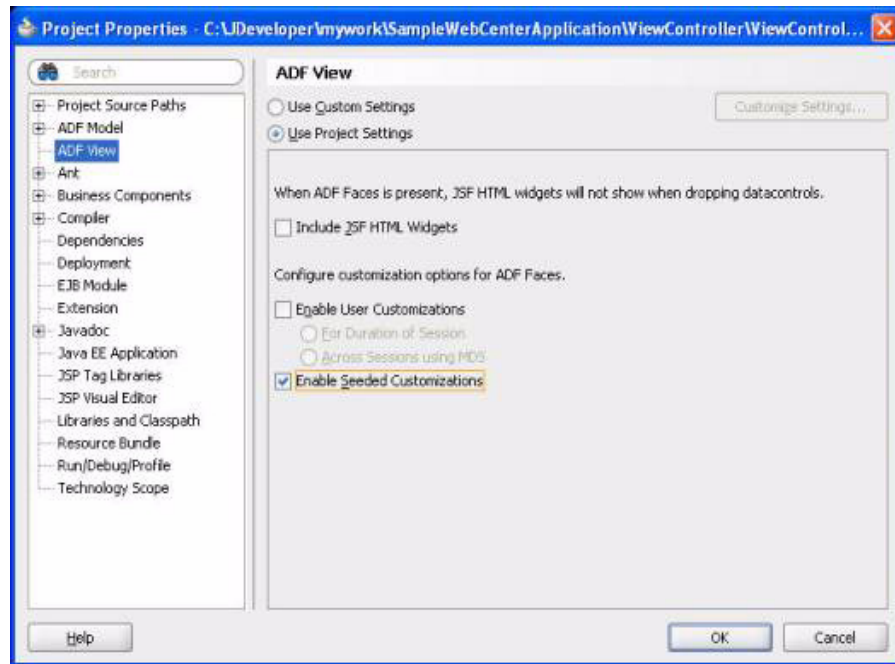 Project Properties - C:\JDeveloper\mywork\SampleWebCenterApplication\ViewController\ViewControl...
Search
Project Source Paths
ADF Model
ADF View
Ant
Business Components
Compiler
Dependencies
Deployment
EJB Module
Extension
Javadoc
Java EE Application
JSP Tag Libraries
JSP Visual Editor
Libraries and Classpath
Resource Bundle
Run/Debug/Profile
Technology Scope
ADF View
Use Custom Settings
Customize Settings...
Use Project Settings
When ADF Faces is present, JSF HTML widgets will not show when dropping datacontrols.
Include JSF HTML Widgets
Configure customization options for ADF Faces.
Enable User Customizations
For Duration of Session
Across Sessions using MDS
Enable Seeded Customizations
Help
OK
Cancel